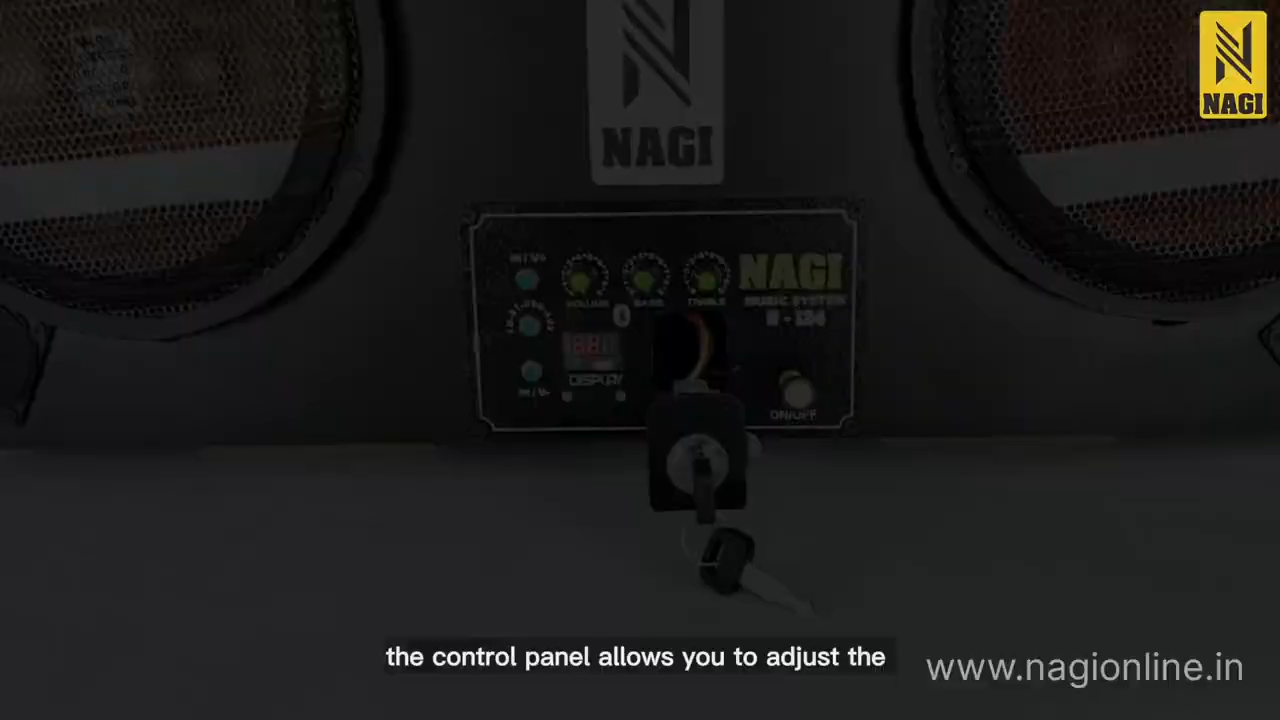 NAGI
NAGI
VOLUME
BASS
TREBLE
NAGI
MUSIC SYSTEM
DISPLAY
ON/OFF
the control panel allows you to adjust the
www.nagionline.in